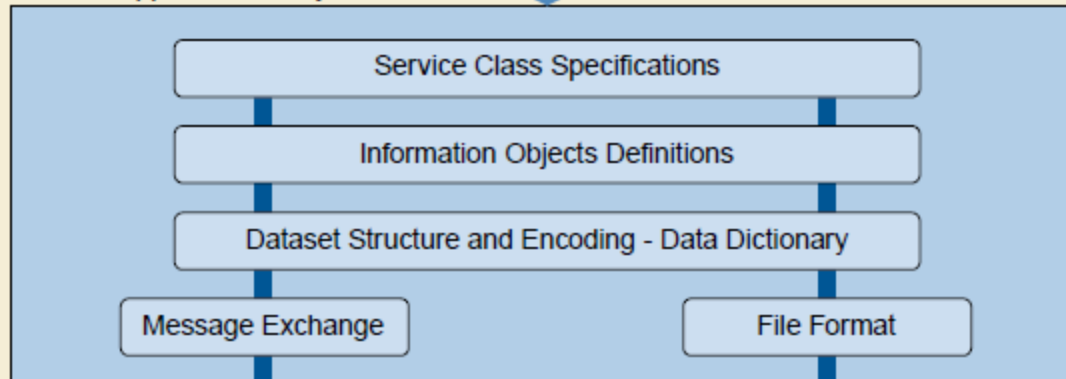 Service Class Specifications
Information Objects Definitions
Dataset Structure and Encoding - Data Dictionary
Message Exchange
File Format